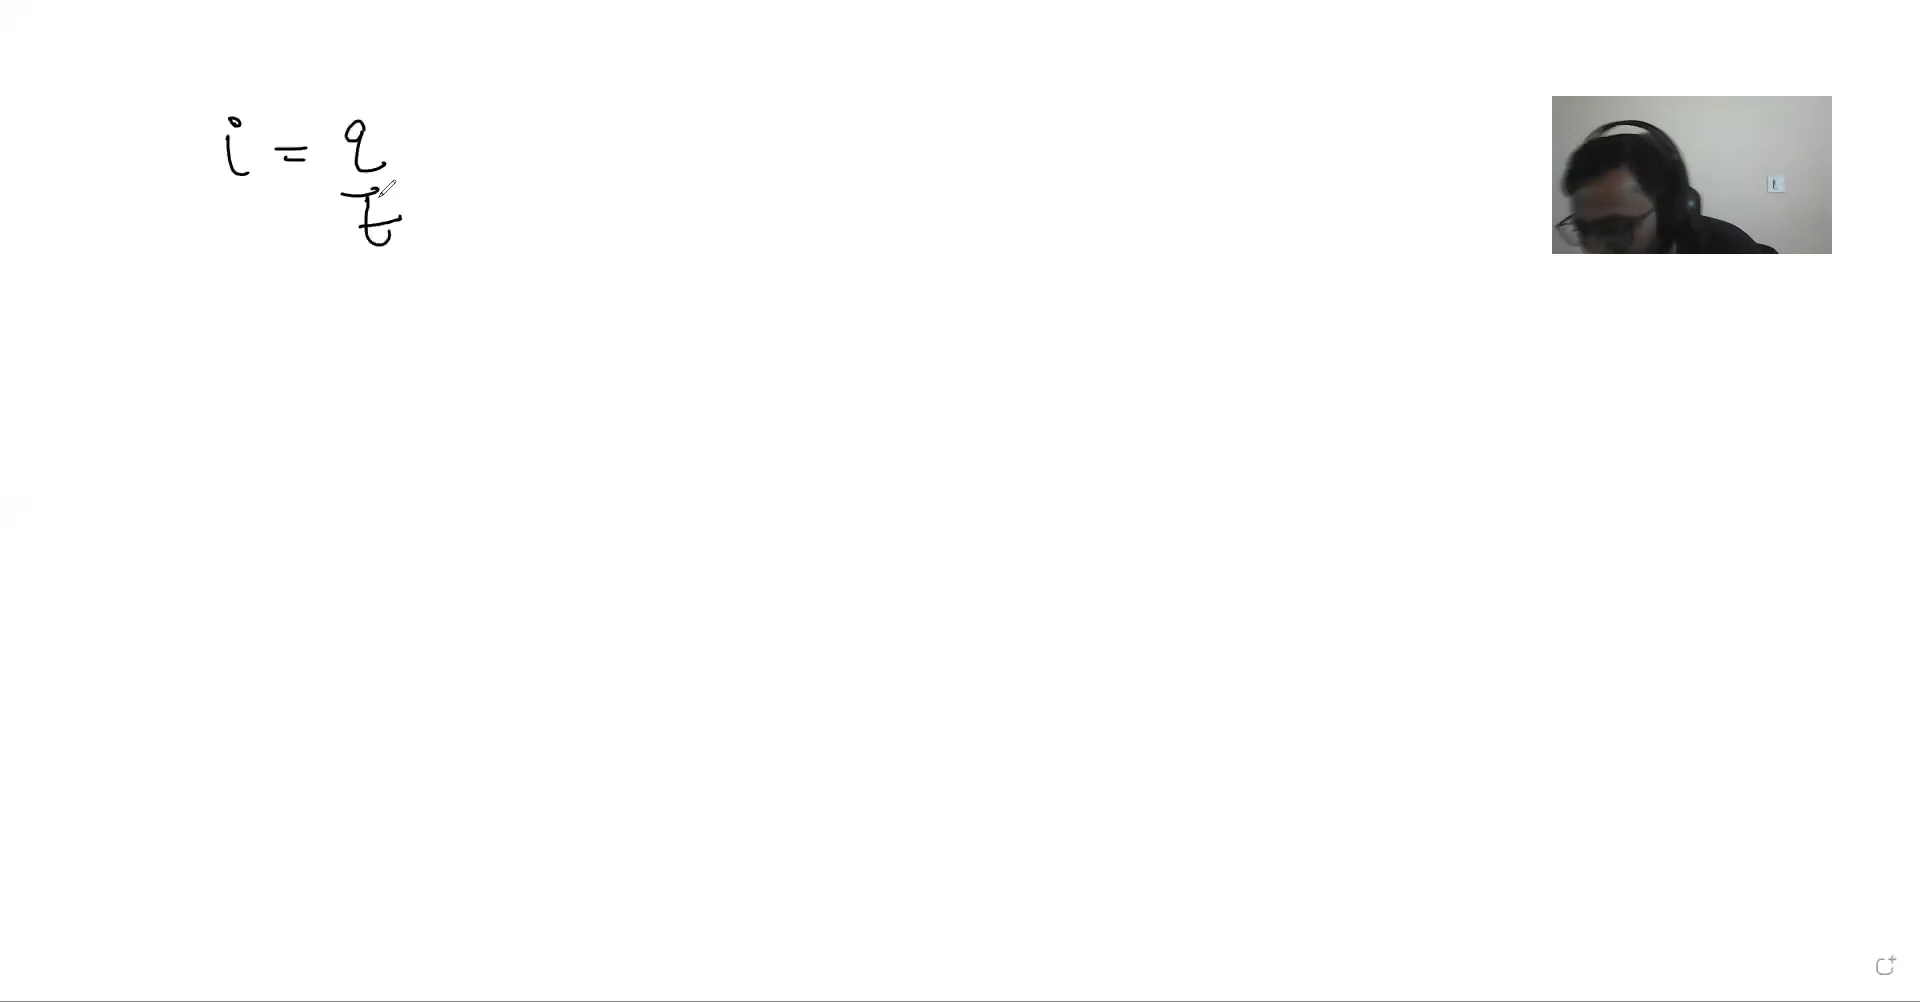 i = q
t